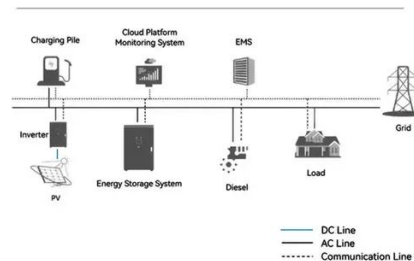 Charging Pile
Cloud Platform
Monitoring System
EMS
Inverter
Grid
PV
Energy Storage System
Diesel
Load
DC Line
AC Line
Communication Line